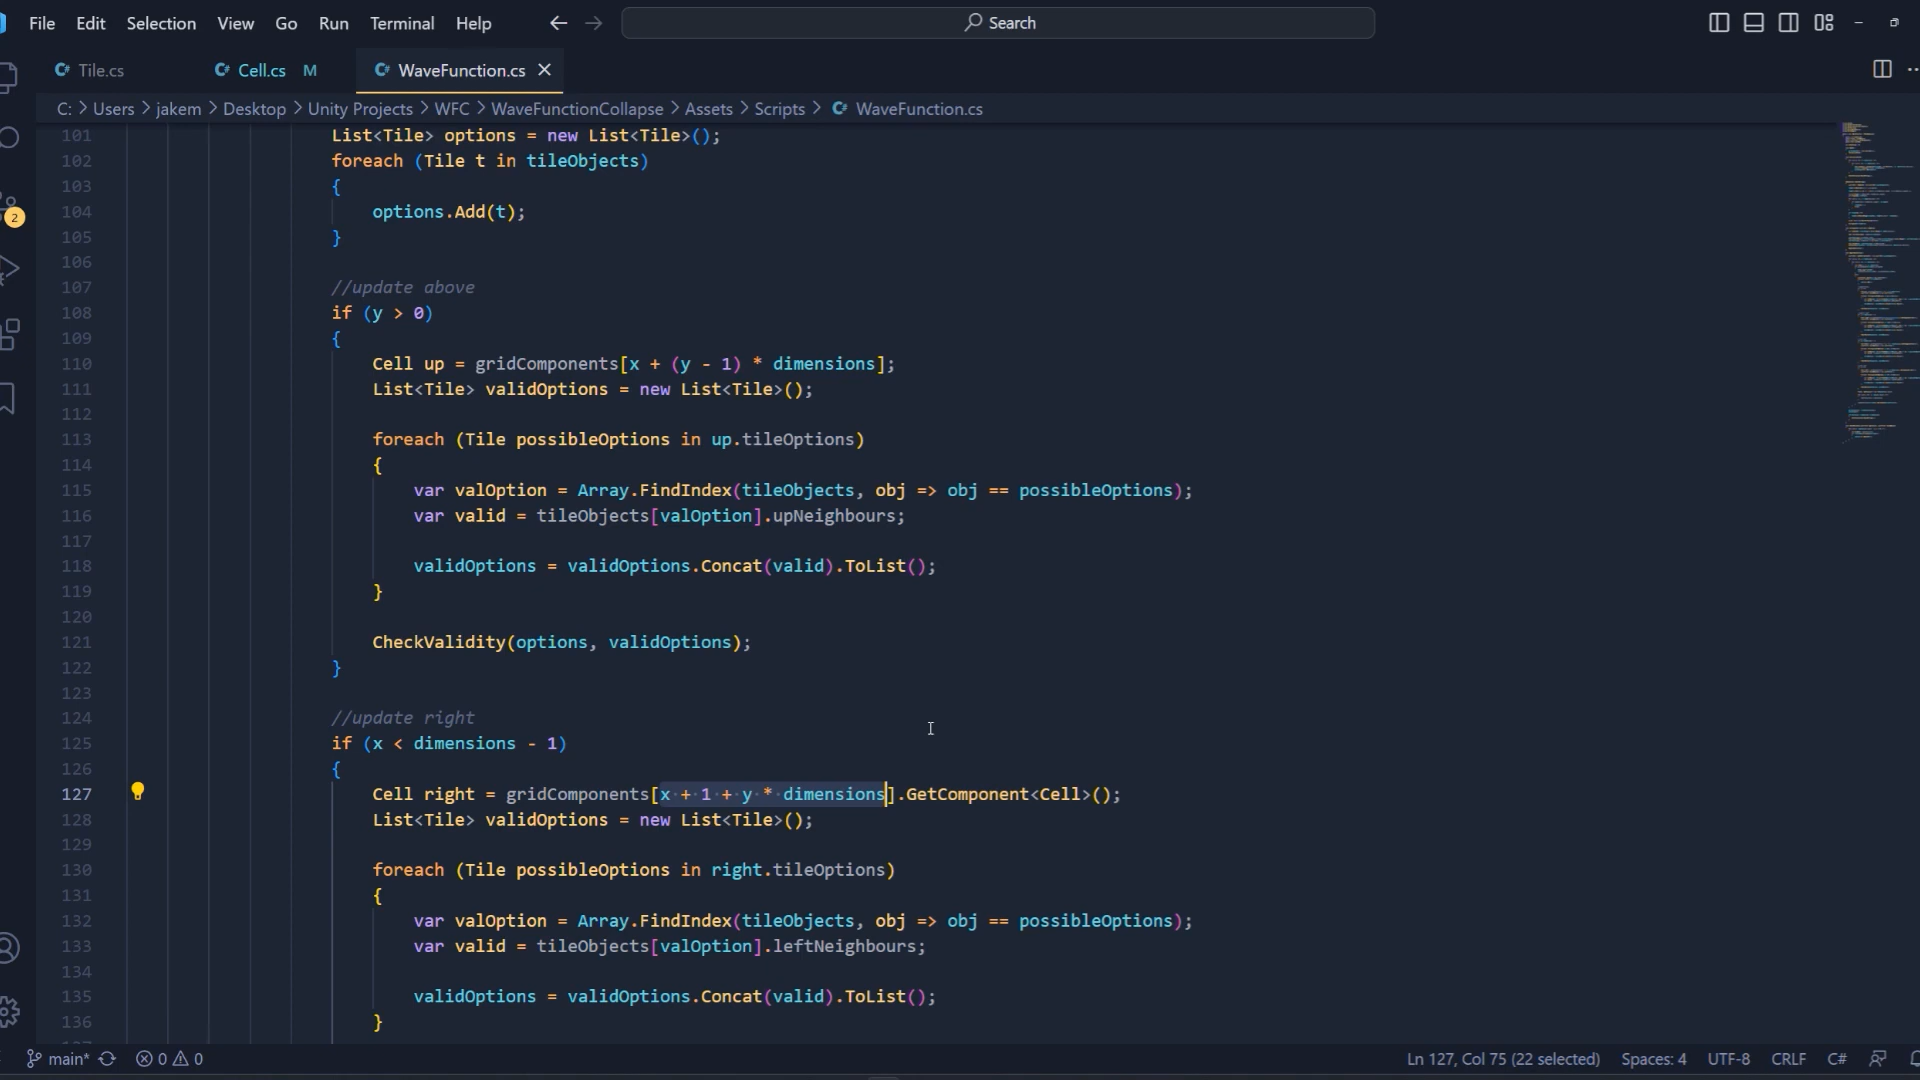 File Edit Selection View Go Run Terminal Help Search
Tile.cs Cell.cs M WaveFunction.cs
C: > Users > jakem > Desktop > Unity Projects > WFC > WaveFunctionCollapse > Assets > Scripts > WaveFunction.cs
101 List<Tile> options = new List<Tile>();
102 foreach (Tile t in tileObjects)
103 {
104 options.Add(t);
105 }
106
107 //update above
108 if (y > 0)
109 {
110 Cell up = gridComponents[x + (y - 1) * dimensions];
111 List<Tile> validOptions = new List<Tile>();
112
113 foreach (Tile possibleOptions in up.tileOptions)
114 {
115 var valOption = Array.FindIndex(tileObjects, obj => obj == possibleOptions);
116 var valid = tileObjects[valOption].upNeighbours;
117
118 validOptions = validOptions.Concat(valid).ToList();
119 }
120
121 CheckValidity(options, validOptions);
122 }
123
124 //update right
125 if (x < dimensions - 1)
126 {
127 Cell right = gridComponents[x + 1 + y * dimensions].GetComponent<Cell>();
128 List<Tile> validOptions = new List<Tile>();
129
130 foreach (Tile possibleOptions in right.tileOptions)
131 {
132 var valOption = Array.FindIndex(tileObjects, obj => obj == possibleOptions);
133 var valid = tileObjects[valOption].leftNeighbours;
134
135 validOptions = validOptions.Concat(valid).ToList();
136 }
2
main* 0 0 Ln 127, Col 75 (22 selected) Spaces: 4 UTF-8 CRLF C#